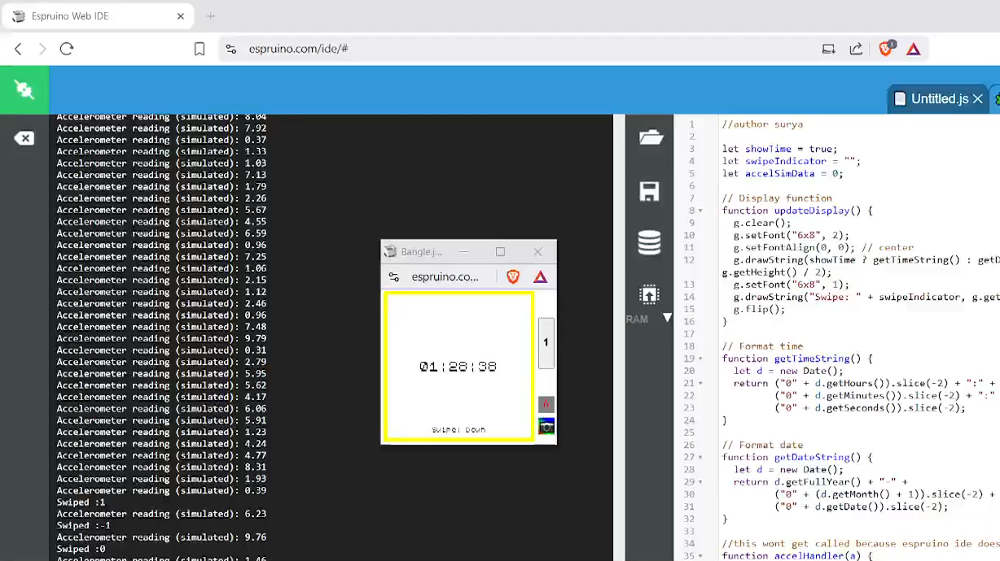 Espruino Web IDE
espruino.com/ide/#
3
Untitled.js
Accelerometer reading (simulated): 8.04
Accelerometer reading (simulated): 7.92
Accelerometer reading (simulated): 0.37
Accelerometer reading (simulated): 1.33
Accelerometer reading (simulated): 1.03
Accelerometer reading (simulated): 7.13
Accelerometer reading (simulated): 1.79
Accelerometer reading (simulated): 2.26
Accelerometer reading (simulated): 5.67
Accelerometer reading (simulated): 4.55
Accelerometer reading (simulated): 6.59
Accelerometer reading (simulated): 0.96
Accelerometer reading (simulated): 7.25
Accelerometer reading (simulated): 1.06
Accelerometer reading (simulated): 2.15
Accelerometer reading (simulated): 1.12
Accelerometer reading (simulated): 2.46
Accelerometer reading (simulated): 0.96
Accelerometer reading (simulated): 7.48
Accelerometer reading (simulated): 9.79
Accelerometer reading (simulated): 0.31
Accelerometer reading (simulated): 2.79
Accelerometer reading (simulated): 5.95
Accelerometer reading (simulated): 5.62
Accelerometer reading (simulated): 4.17
Accelerometer reading (simulated): 6.06
Accelerometer reading (simulated): 5.91
Accelerometer reading (simulated): 1.23
Accelerometer reading (simulated): 4.24
Accelerometer reading (simulated): 4.77
Accelerometer reading (simulated): 8.31
Accelerometer reading (simulated): 1.93
Accelerometer reading (simulated): 0.39
Swiped :1
Accelerometer reading (simulated): 6.23
Swiped :-1
Accelerometer reading (simulated): 9.76
Swiped :0
Accelerometer reading (simulated): 1.46
Bangle.j...
espruino.co...
1
01:28:38
Swipe: Down
RAM
1 //author surya
2
3 let showTime = true;
4 let swipeIndicator = "";
5 let accelSimData = 0;
6
7 // Display function
8 function updateDisplay() {
9 g.clear();
10 g.setFont("6x8", 2);
11 g.setFontAlign(0, 0); // center
12 g.drawString(showTime ? getTimeString() : getD
g.getHeight() / 2);
13 g.setFont("6x8", 1);
14 g.drawString("Swipe: " + swipeIndicator, g.get
15 g.flip();
16 }
17
18 // Format time
19 function getTimeString() {
20 let d = new Date();
21 return ("0" + d.getHours()).slice(-2) + ":" +
22 ("0" + d.getMinutes()).slice(-2) + ":"
23 ("0" + d.getSeconds()).slice(-2);
24 }
25
26 // Format date
27 function getDateString() {
28 let d = new Date();
29 return d.getFullYear() + "-" +
30 ("0" + (d.getMonth() + 1)).slice(-2) +
31 ("0" + d.getDate()).slice(-2);
32 }
33
34 //this wont get called because espruino ide does
35 function accelHandler(a) {